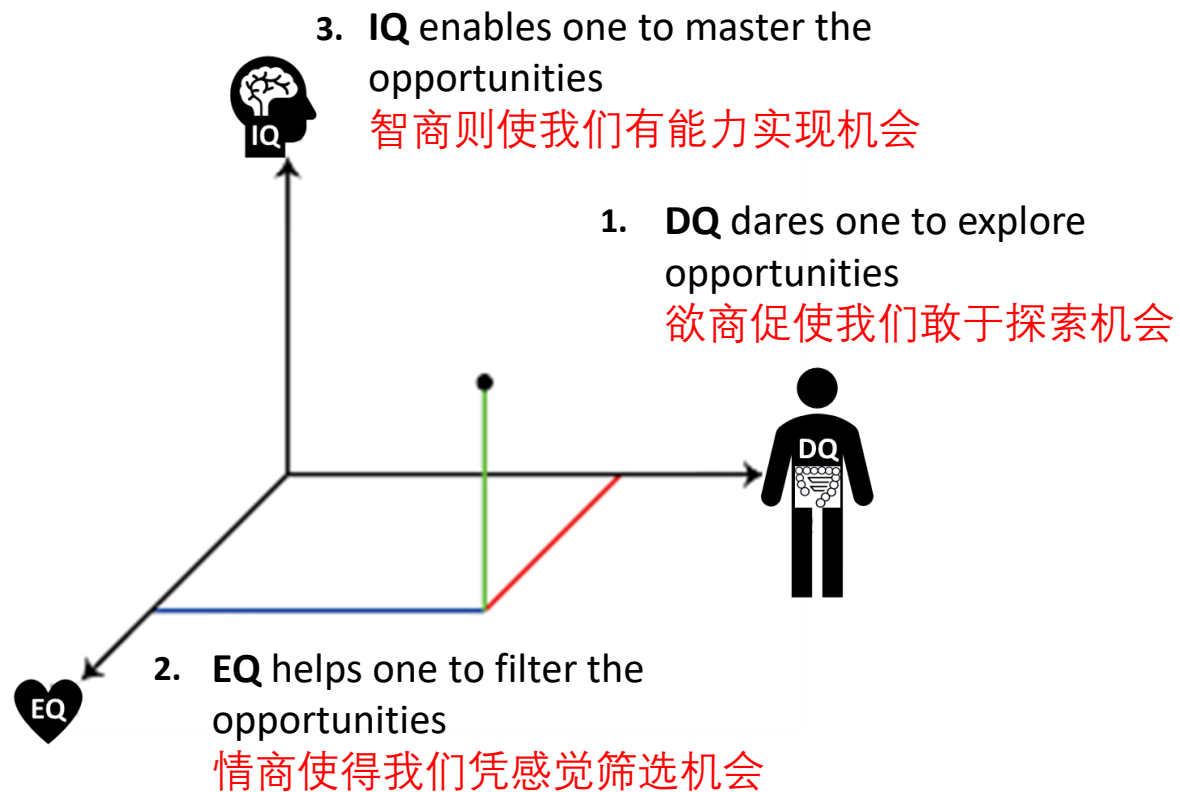 3. IQ enables one to master the
opportunities
智商则使我们有能力实现机会
IQ
1. DQ dares one to explore
opportunities
欲商促使我们敢于探索机会
DQ
2. EQ helps one to filter the
opportunities
情商使得我们凭感觉筛选机会
EQ